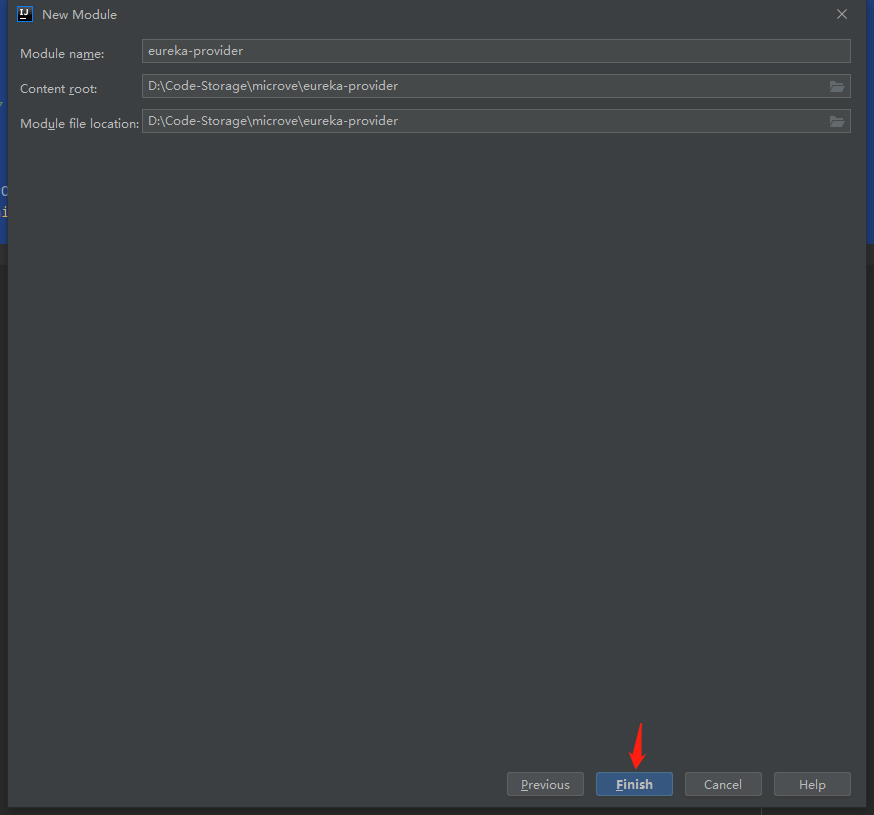 New Module
Module name: eureka-provider
Content root: D:\Code-Storage\microve\eureka-provider
Module file location: D:\Code-Storage\microve\eureka-provider
Previous Finish Cancel Help